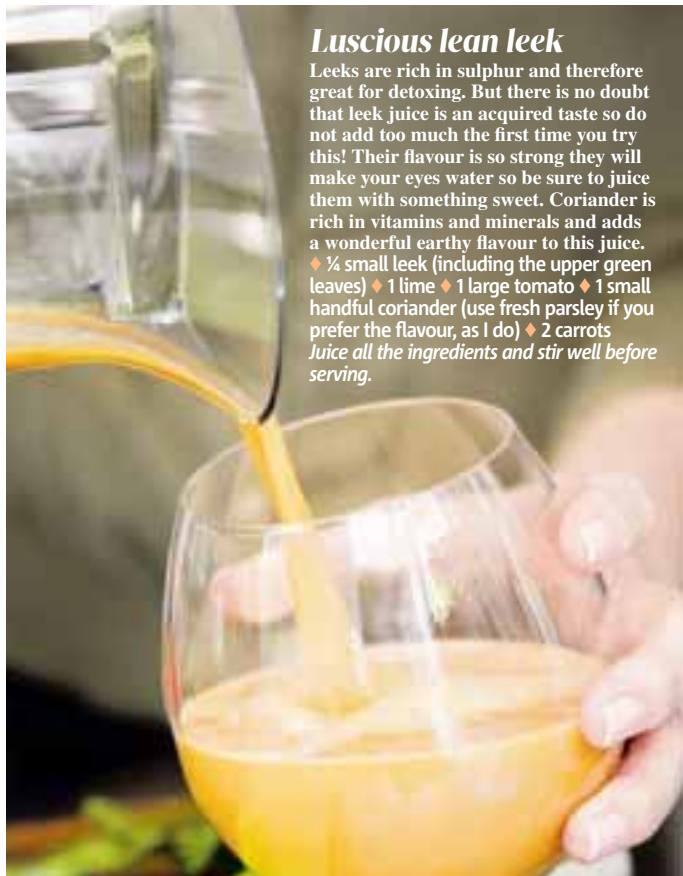 Luscious lean leek
Leeks are rich in sulphur and therefore
great for detoxing. But there is no doubt
that leek juice is an acquired taste so do
not add too much the first time you try
this! Their flavour is so strong they will
make your eyes water so be sure to juice
them with something sweet. Coriander is
rich in vitamins and minerals and adds
a wonderful earthy flavour to this juice.
♦ ¼ small leek (including the upper green
leaves) ♦ 1 lime ♦ 1 large tomato ♦ 1 small
handful coriander (use fresh parsley if you
prefer the flavour, as I do) ♦ 2 carrots
Juice all the ingredients and stir well before
serving.